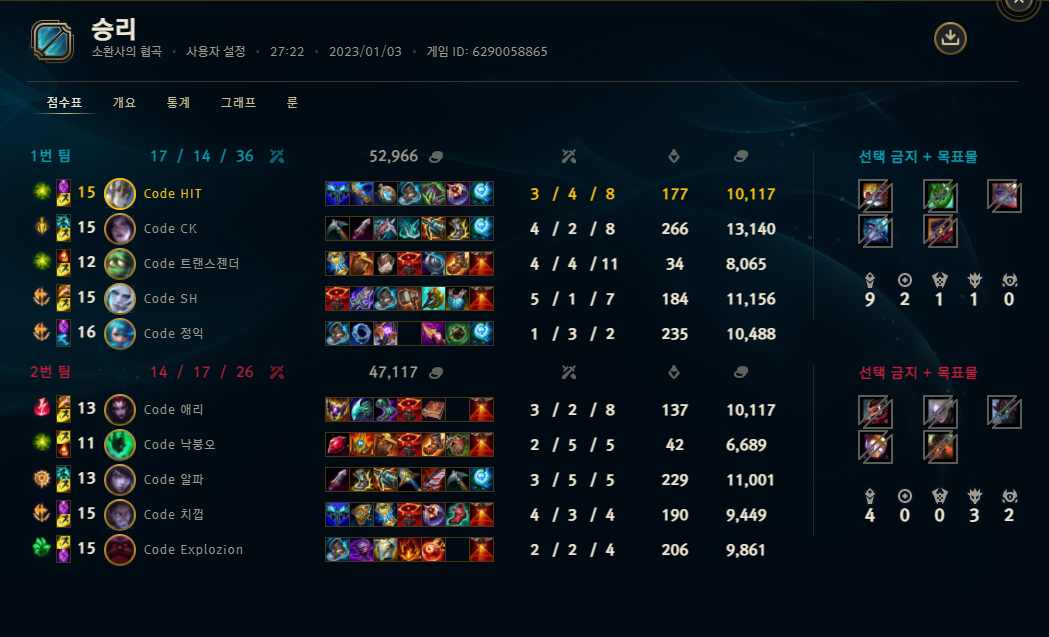 승리
소환사의 협곡 • 사용자 설정 • 27:22 • 2023/01/03 • 게임 ID: 6290058865
점수표 개요 통계 그래프 룬
1번 팀 17 / 14 / 36 52,966 선택 금지 + 목표물
15 Code HIT 3 / 4 / 8 177 10,117
15 Code CK 4 / 2 / 8 266 13,140
12 Code 트랜스젠더 4 / 4 / 11 34 8,065
15 Code SH 5 / 1 / 7 184 11,156
9 2 1 1 0
16 Code 정익 1 / 3 / 2 235 10,488
2번 팀 14 / 17 / 26 47,117 선택 금지 + 목표물
13 Code 애리 3 / 2 / 8 137 10,117
11 Code 낙붕오 2 / 5 / 5 42 6,689
13 Code 알파 3 / 5 / 5 229 11,001
15 Code 치껍 4 / 3 / 4 190 9,449
4 0 0 3 2
15 Code Explozion 2 / 2 / 4 206 9,861